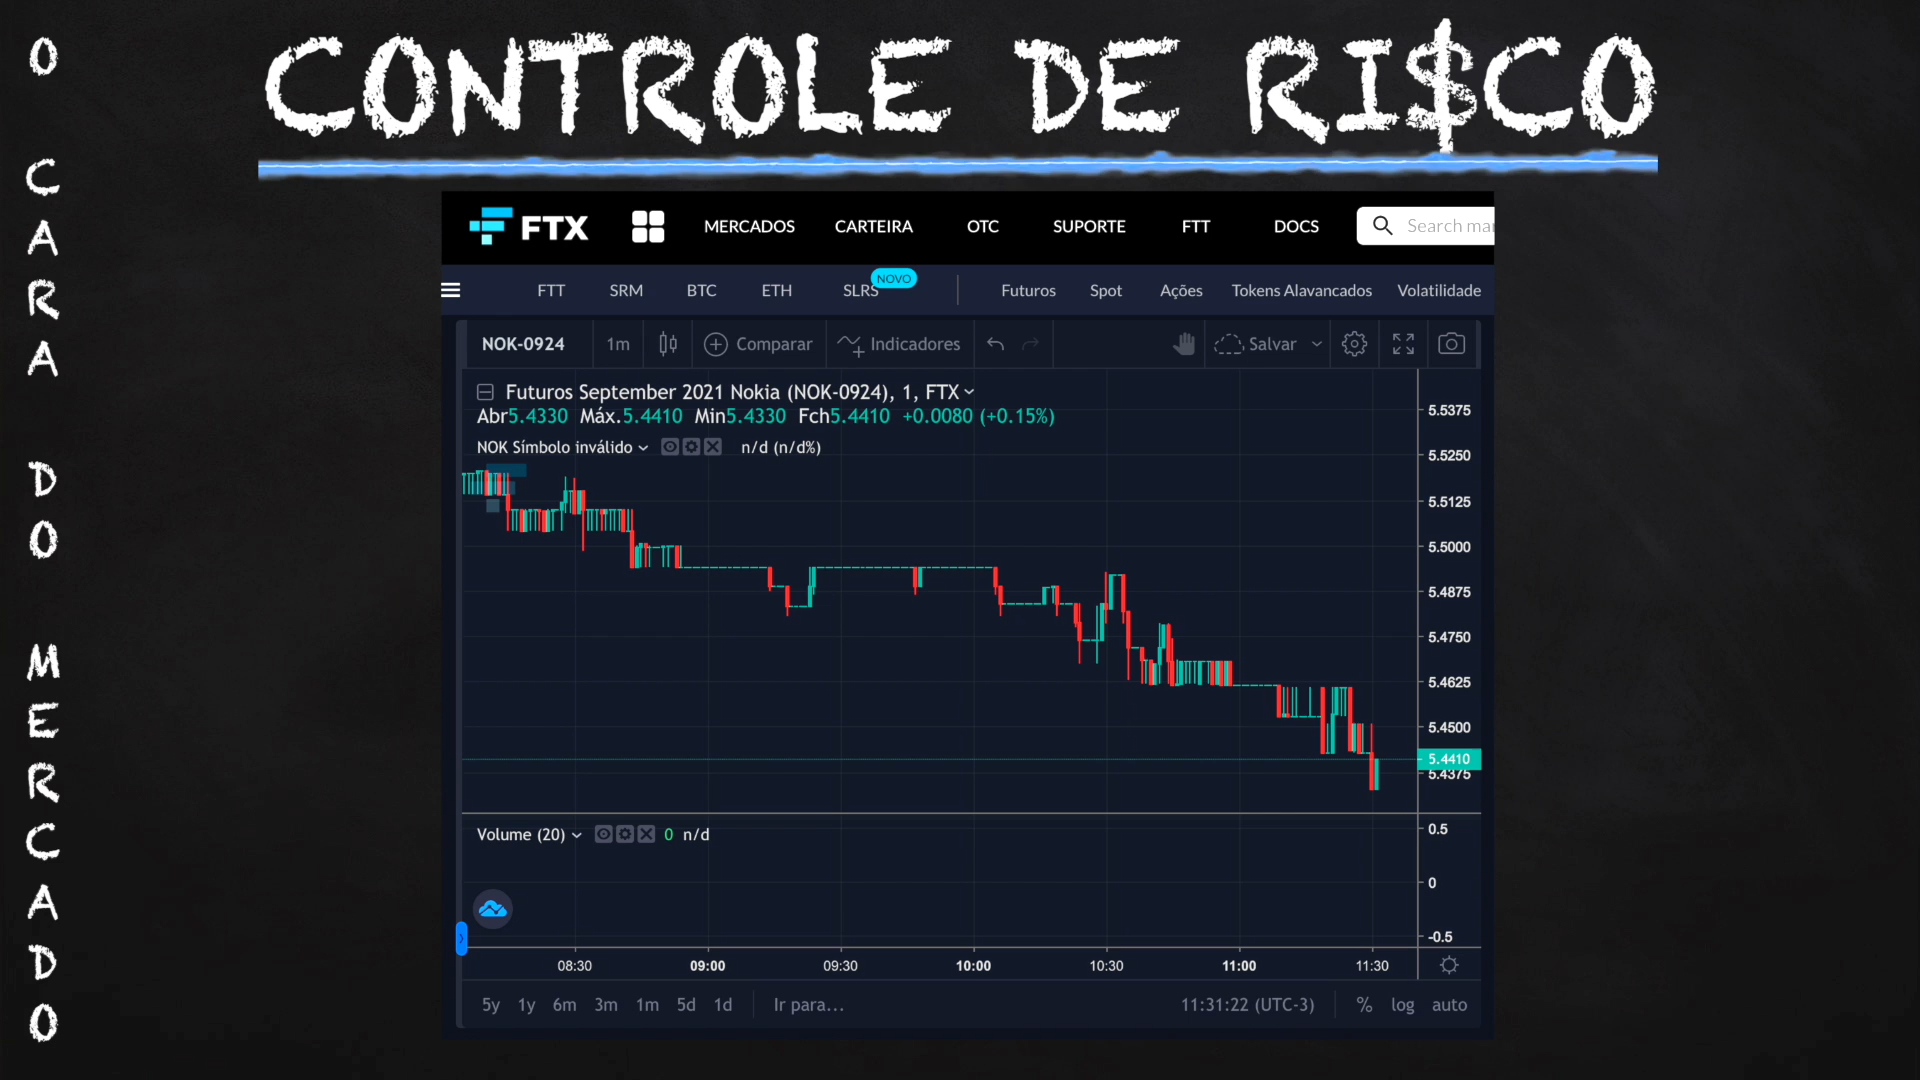 O CARA DO MERCADO
CONTROLE DE RI$CO
FTX MERCADOS CARTEIRA OTC SUPORTE FTT DOCS Search mar
FTT SRM BTC ETH SLRS NOVO Futuros Spot Ações Tokens Alavancados Volatilidade
NOK-0924 1m Comparar Indicadores Salvar
Futuros September 2021 Nokia (NOK-0924), 1, FTX
Abr5.4330 Máx.5.4410 Min5.4330 Fch5.4410 +0.0080 (+0.15%)
NOK Símbolo inválido n/d (n/d%)
5.5375
5.5250
5.5125
5.5000
5.4875
5.4750
5.4625
5.4500
5.4410
5.4375
Volume (20) 0 n/d
0.5
0
-0.5
08:30 09:00 09:30 10:00 10:30 11:00 11:30
5y 1y 6m 3m 1m 5d 1d Ir para... 11:31:22 (UTC-3) % log auto